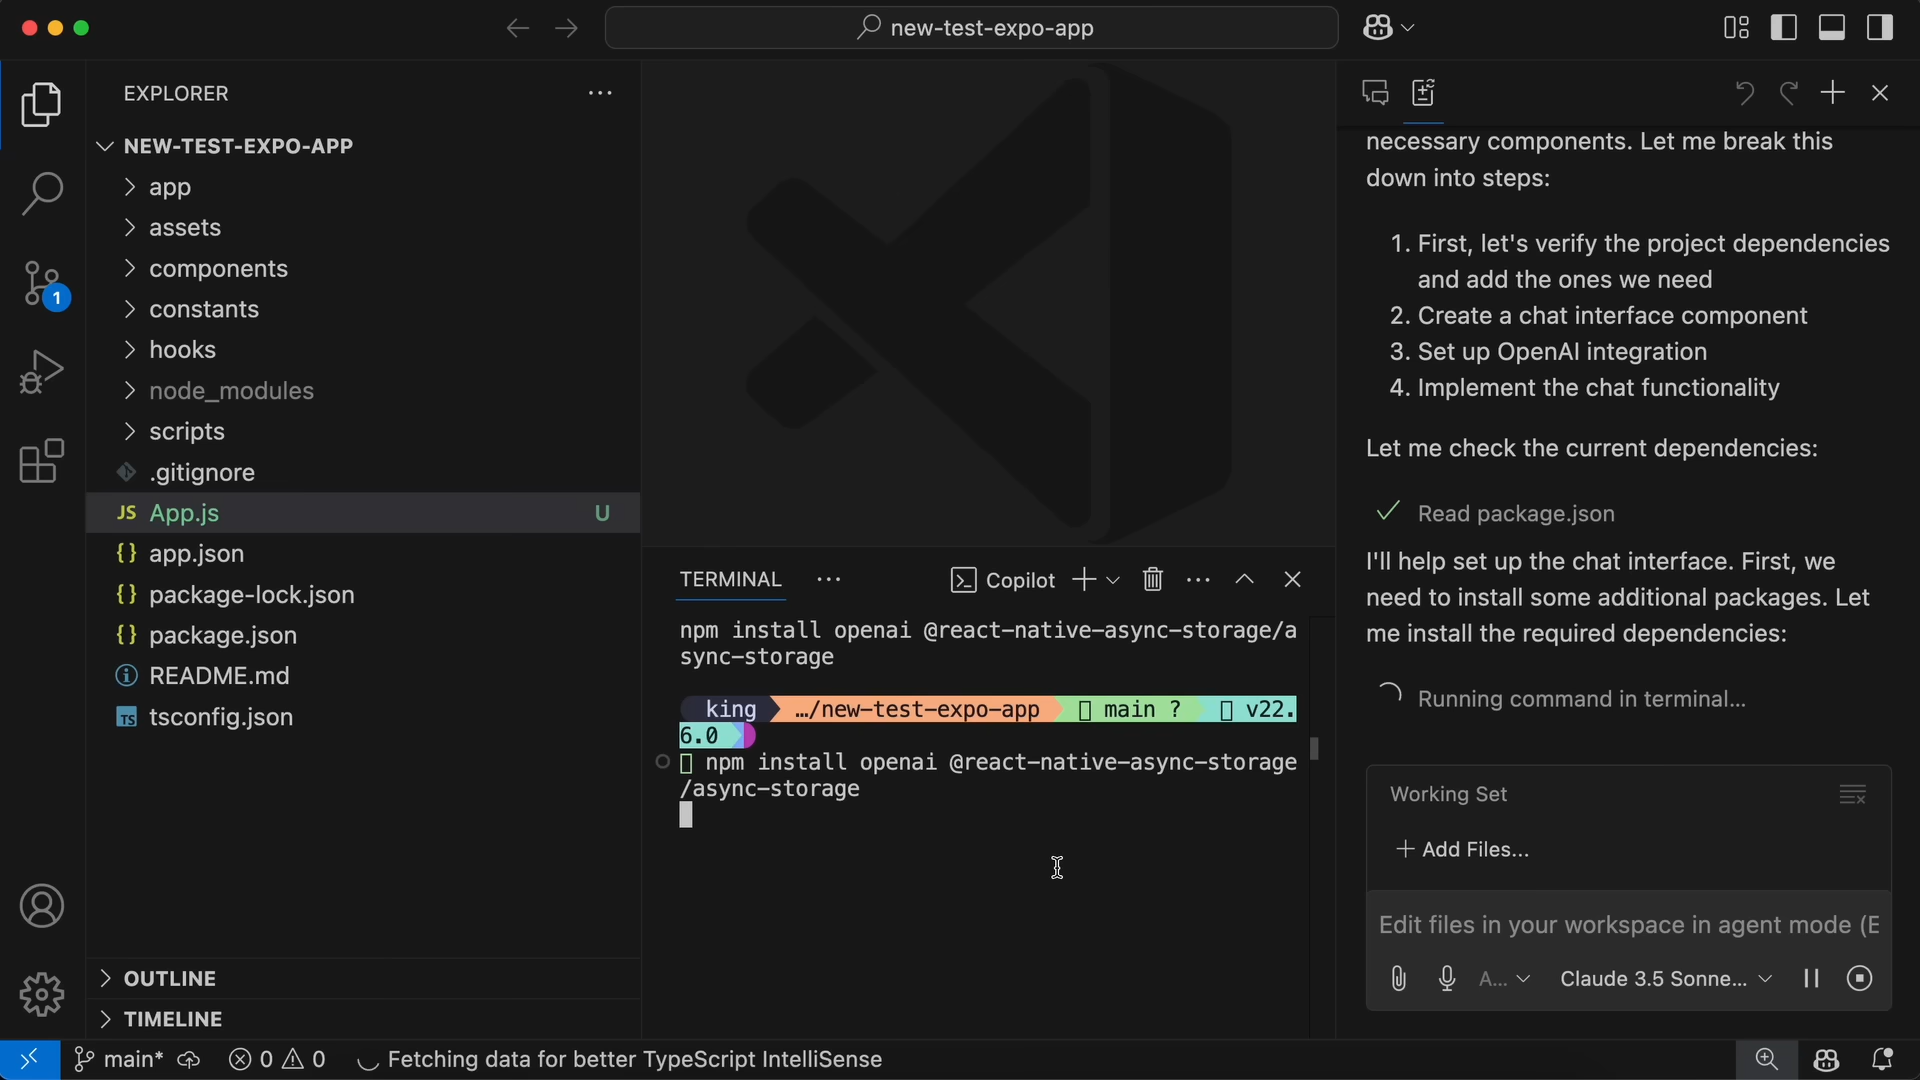 new-test-expo-app
EXPLORER
NEW-TEST-EXPO-APP
app
assets
components
constants
hooks
node_modules
scripts
.gitignore
JS App.js U
{} app.json
{} package-lock.json
{} package.json
README.md
TS tsconfig.json
OUTLINE
TIMELINE
1
TERMINAL
Copilot
npm install openai @react-native-async-storage/a
sync-storage
king …/new-test-expo-app main ? v22.
6.0
npm install openai @react-native-async-storage
/async-storage
necessary components. Let me break this
down into steps:
1. First, let's verify the project dependencies
and add the ones we need
2. Create a chat interface component
3. Set up OpenAI integration
4. Implement the chat functionality
Let me check the current dependencies:
Read package.json
I'll help set up the chat interface. First, we
need to install some additional packages. Let
me install the required dependencies:
Running command in terminal...
Working Set
+ Add Files...
Edit files in your workspace in agent mode (E
A... Claude 3.5 Sonne...
main* 0 0 Fetching data for better TypeScript IntelliSense